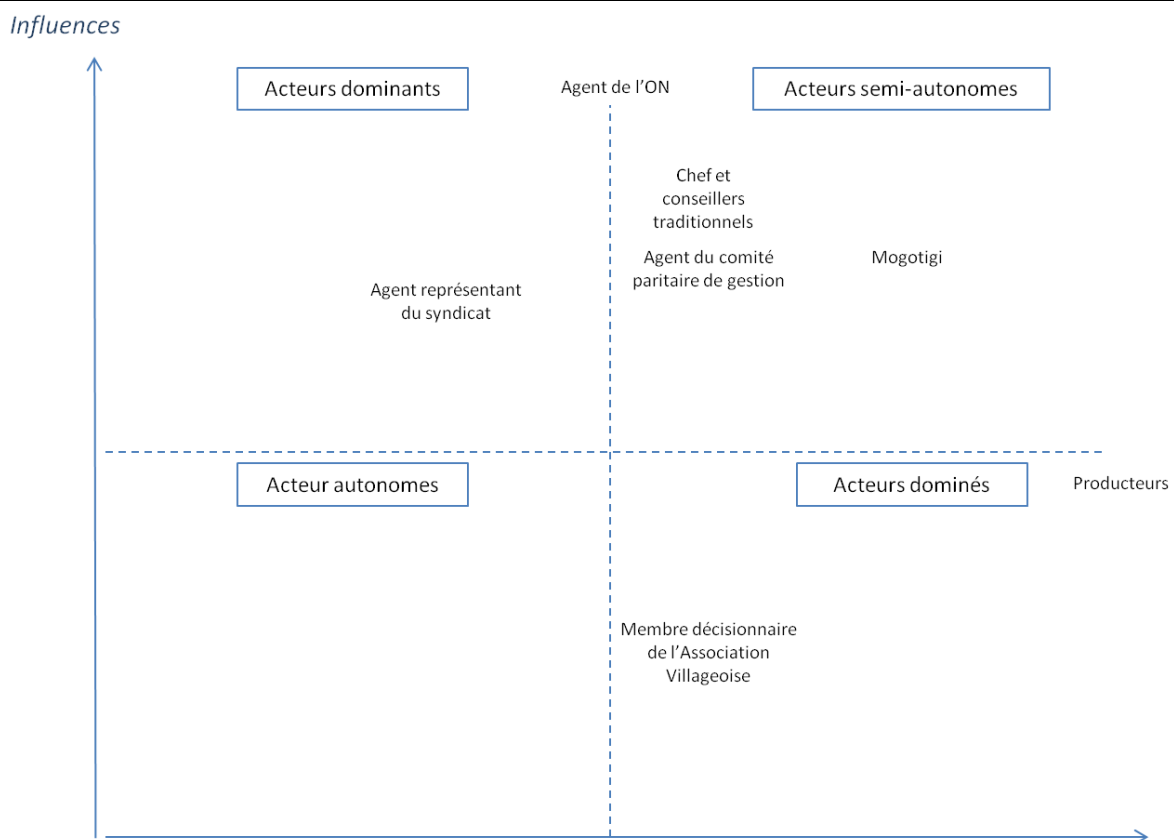 Influences
Acteurs dominants
Agent de l’ON
Acteurs semi-autonomes
Chef et
conseillers
traditionnels
Agent du comité
paritaire de gestion
Mogotigi
Agent représentant
du syndicat
Acteur autonomes
Acteurs dominés
Producteurs
Membre décisionnaire
de l’Association
Villageoise